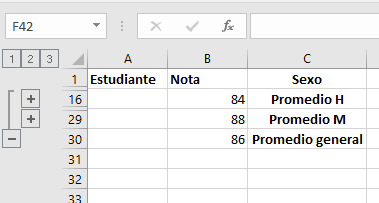 F42 fx
1 2 3 A B C
1 Estudiante Nota Sexo
16 84 Promedio H
29 88 Promedio M
30 86 Promedio general
31
32
33